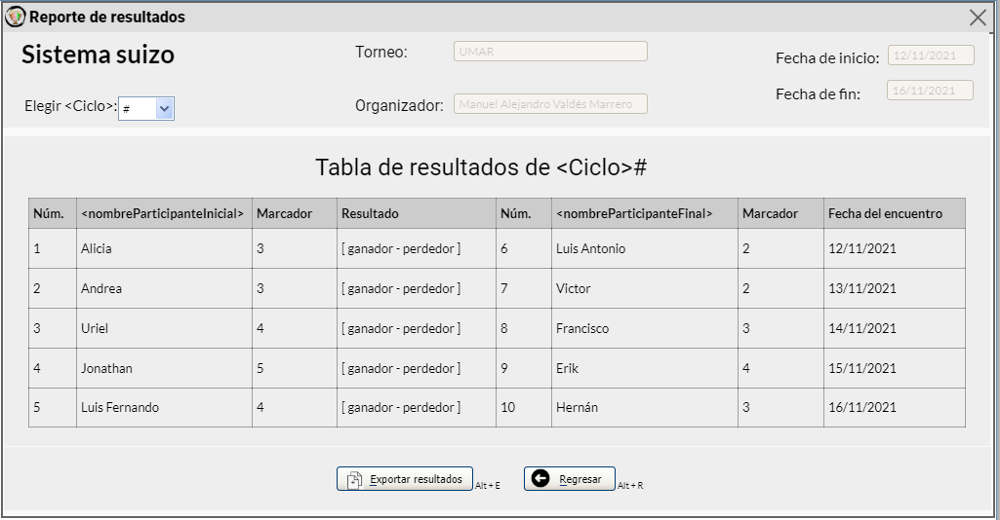 Reporte de resultados
Sistema suizo
Torneo: UMAR
Fecha de inicio: 12/11/2021
Elegir <Ciclo>: #
Organizador: Manuel Alejandro Valdés Marrero
Fecha de fin: 16/11/2021
Tabla de resultados de <Ciclo>#
Núm. <nombreParticipanteInicial> Marcador Resultado Núm. <nombreParticipanteFinal> Marcador Fecha del encuentro
1 Alicia 3 [ ganador - perdedor ] 6 Luis Antonio 2 12/11/2021
2 Andrea 3 [ ganador - perdedor ] 7 Victor 2 13/11/2021
3 Uriel 4 [ ganador - perdedor ] 8 Francisco 3 14/11/2021
4 Jonathan 5 [ ganador - perdedor ] 9 Erik 4 15/11/2021
5 Luis Fernando 4 [ ganador - perdedor ] 10 Hernán 3 16/11/2021
Exportar resultados Alt + E Regresar Alt + R